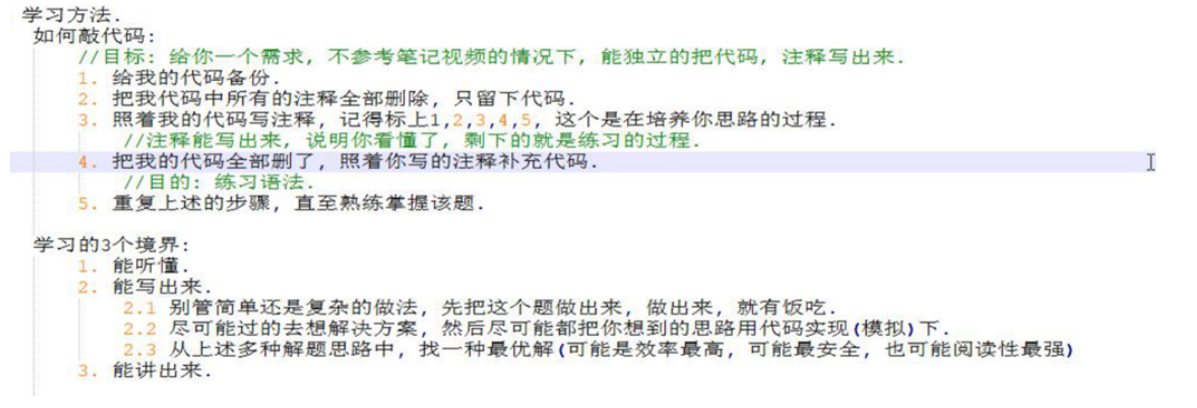 学习方法.
如何敲代码:
//目标: 给你一个需求, 不参考笔记视频的情况下, 能独立的把代码, 注释写出来.
1. 给我的代码备份.
2. 把我代码中所有的注释全部删除, 只留下代码.
3. 照着我的代码写注释, 记得标上1,2,3,4,5, 这个是在培养你思路的过程.
//注释能写出来, 说明你看懂了, 剩下的就是练习的过程.
4. 把我的代码全部删了, 照着你写的注释补充代码.
//目的: 练习语法.
5. 重复上述的步骤, 直至熟练掌握该题.
学习的3个境界:
1. 能听懂.
2. 能写出来.
2.1 别管简单还是复杂的做法, 先把这个题做出来, 做出来, 就有饭吃.
2.2 尽可能过的去想解决方案, 然后尽可能都把你想到的思路用代码实现(模拟)下.
2.3 从上述多种解题思路中, 找一种最优解(可能是效率最高, 可能最安全, 也可能阅读性最强)
3. 能讲出来.